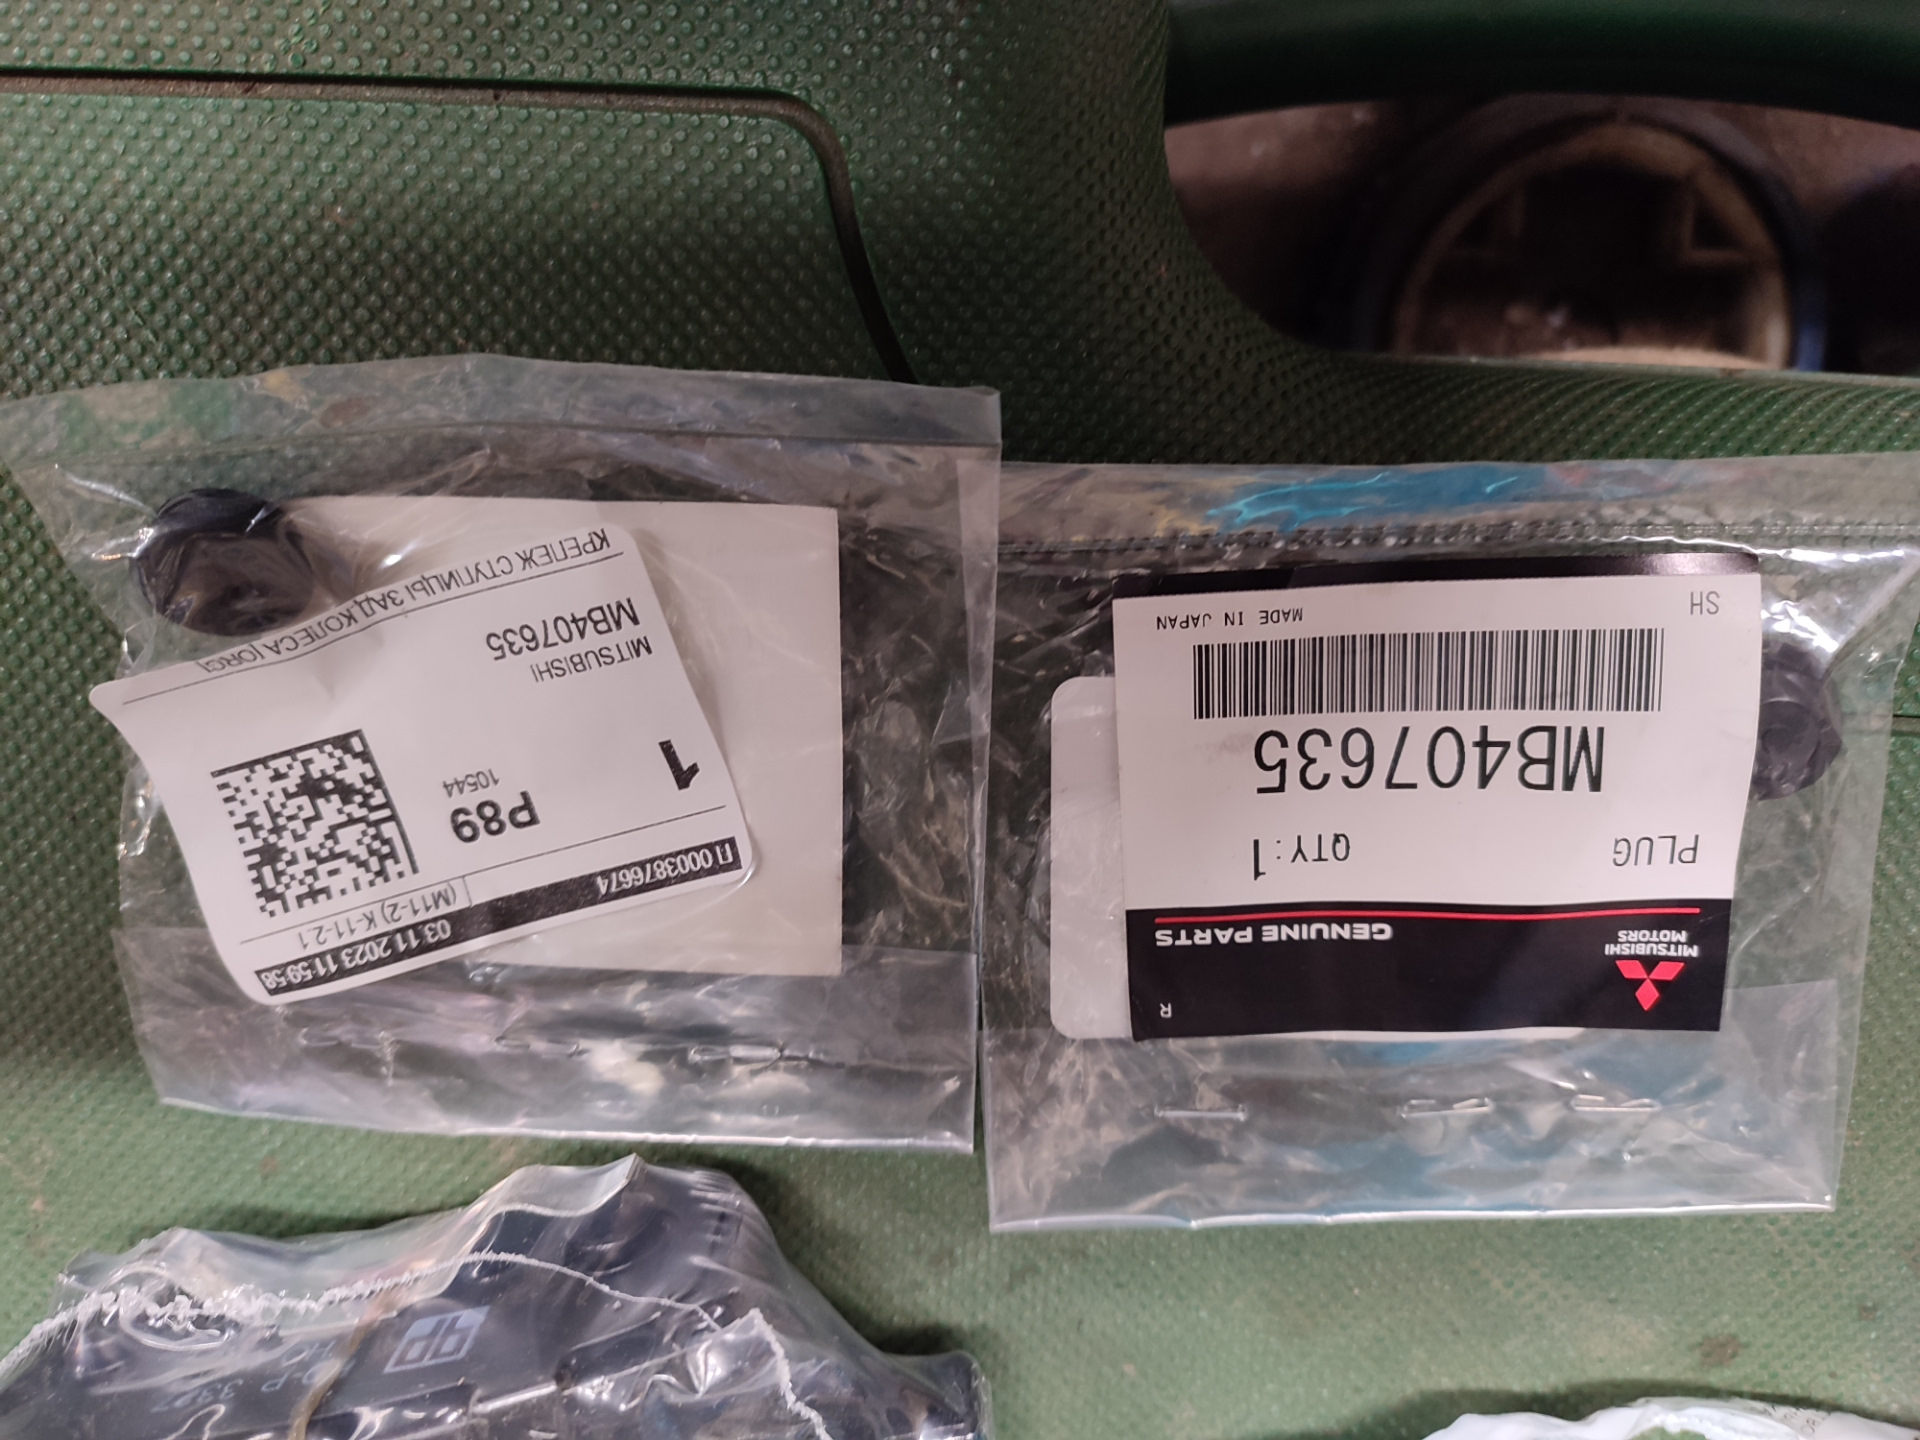 П 0003876674
03.11.2023 11:59:58
(М11-2) К-11-2.1
1
P89
10544
MITSUBISHI
MB407635
КРЕПЕЖ СТУПИЦЫ ЗАД.КОЛЕСА [ORG]
MITSUBISHI
MOTORS
R
GENUINE PARTS
PLUG
QTY:1
MB407635
SH
MADE IN JAPAN